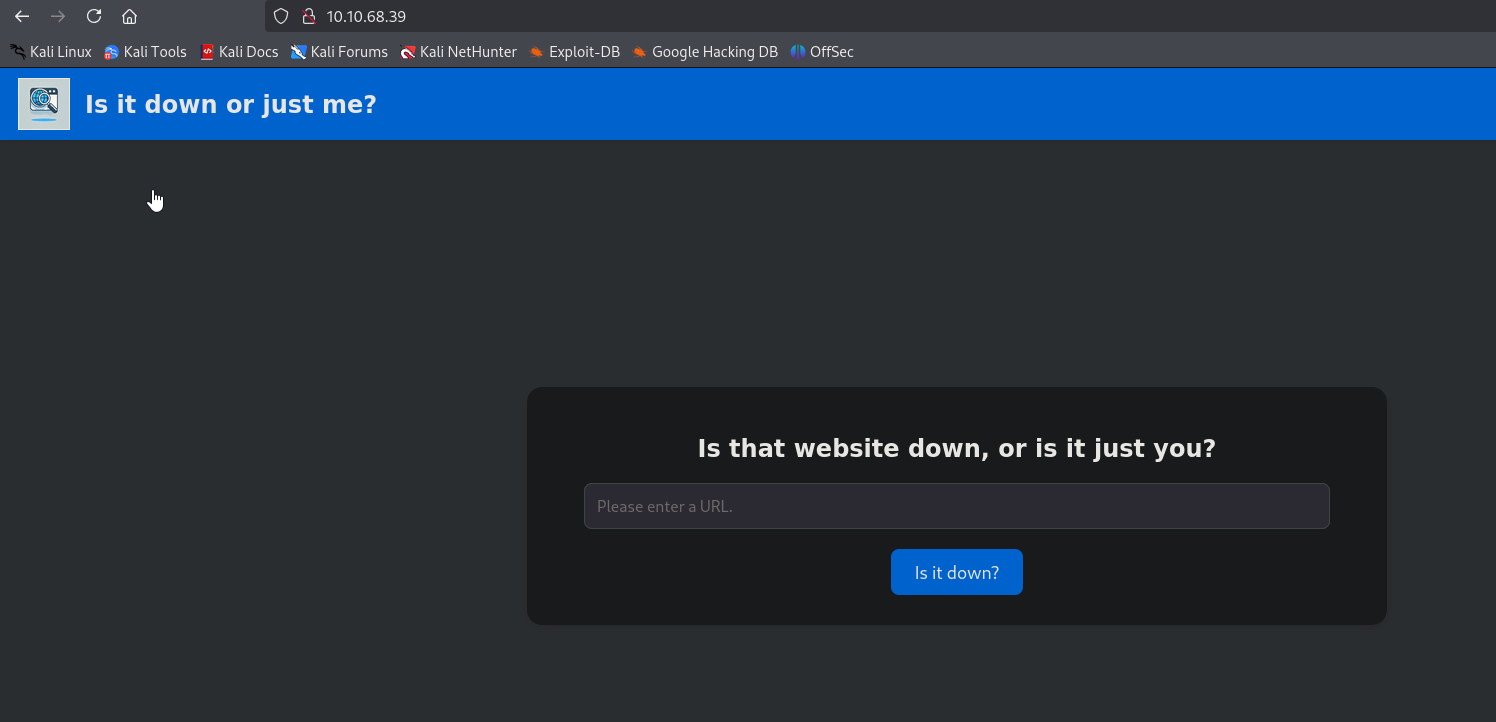 10.10.68.39
Kali Linux Kali Tools Kali Docs Kali Forums Kali NetHunter Exploit-DB Google Hacking DB OffSec
Is it down or just me?
Is that website down, or is it just you?
Please enter a URL.
Is it down?